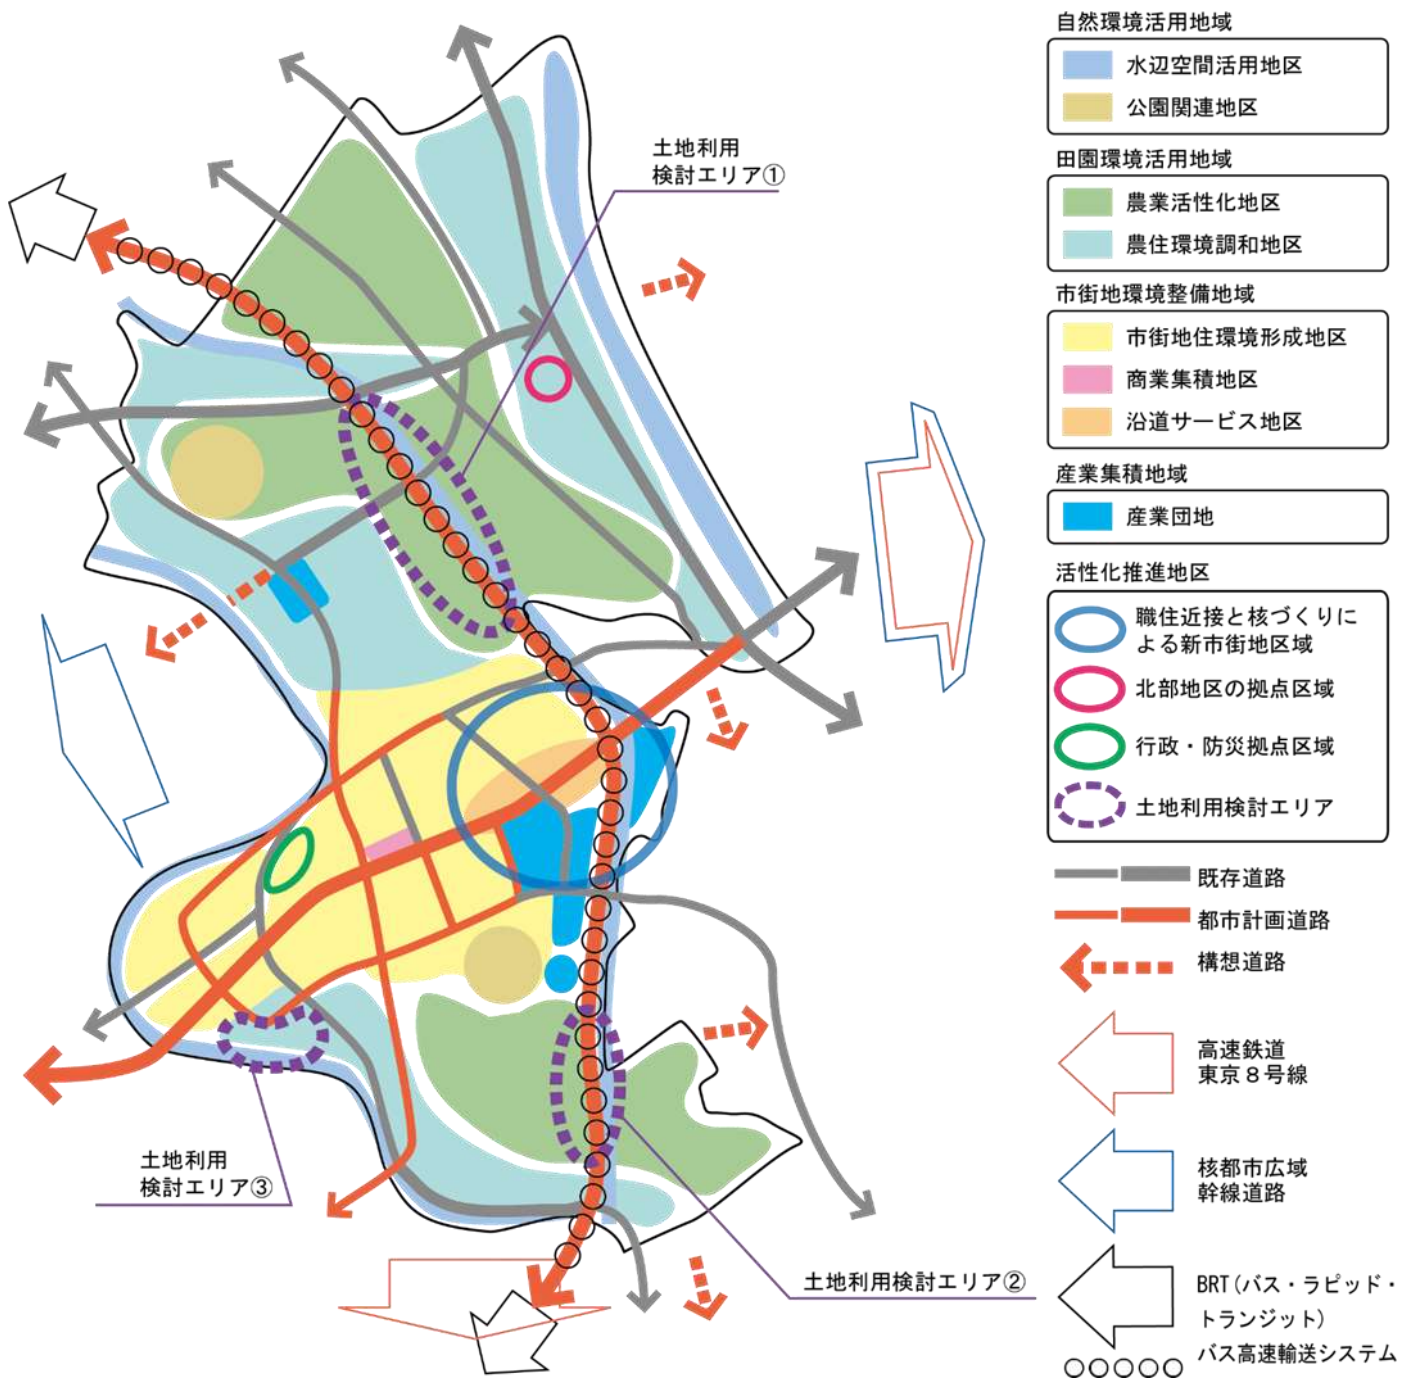 土地利用
検討エリア①
土地利用
検討エリア③
土地利用検討エリア②
自然環境活用地域
水辺空間活用地区
公園関連地区
田園環境活用地域
農業活性化地区
農住環境調和地区
市街地環境整備地域
市街地住環境形成地区
商業集積地区
沿道サービス地区
産業集積地域
産業団地
活性化推進地区
職住近接と核づくりに
よる新市街地区域
北部地区の拠点区域
行政・防災拠点区域
土地利用検討エリア
既存道路
都市計画道路
構想道路
高速鉄道
東京８号線
核都市広域
幹線道路
BRT(バス・ラピッド・
トランジット)
バス高速輸送システム